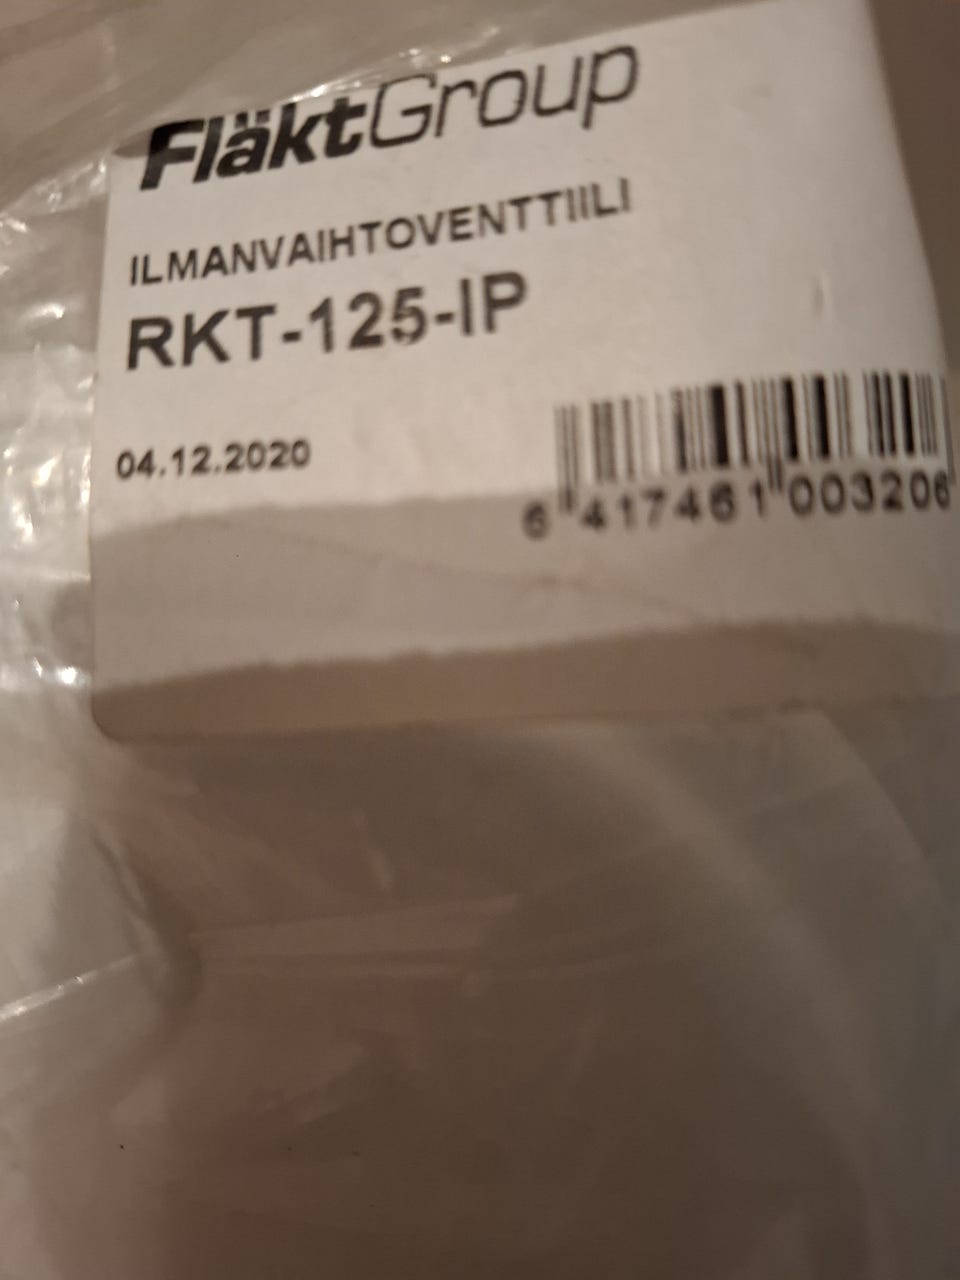 FläktGroup
ILMANVAIHTOVENTTIILI
RKT-125-IP
04.12.2020
6 417461 003206